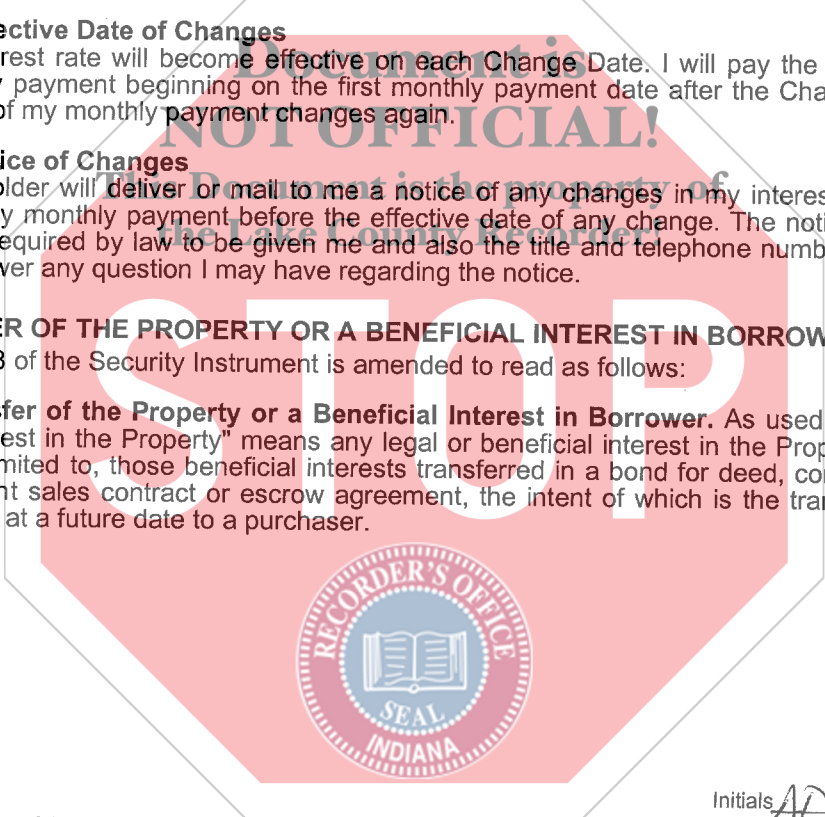 ective Date of Changes
rest rate will become effective on each Change Date. I will pay the
y payment beginning on the first monthly payment date after the Cha
of my monthly payment changes again.
Document is
NOT OFFICIAL!
This Document is the property of
the Lake County Recorder!
ice of Changes
older will deliver or mail to me a notice of any changes in my interes
y monthly payment before the effective date of any change. The noti
equired by law to be given me and also the title and telephone numb
ver any question I may have regarding the notice.
ER OF THE PROPERTY OR A BENEFICIAL INTEREST IN BORROW
8 of the Security Instrument is amended to read as follows:
STOP
fer of the Property or a Beneficial Interest in Borrower. As used
est in the Property" means any legal or beneficial interest in the Prop
mited to, those beneficial interests transferred in a bond for deed, co
nt sales contract or escrow agreement, the intent of which is the tra
at a future date to a purchaser.
RECORDER'S OFFICE
SEAL
INDIANA
Initials AD